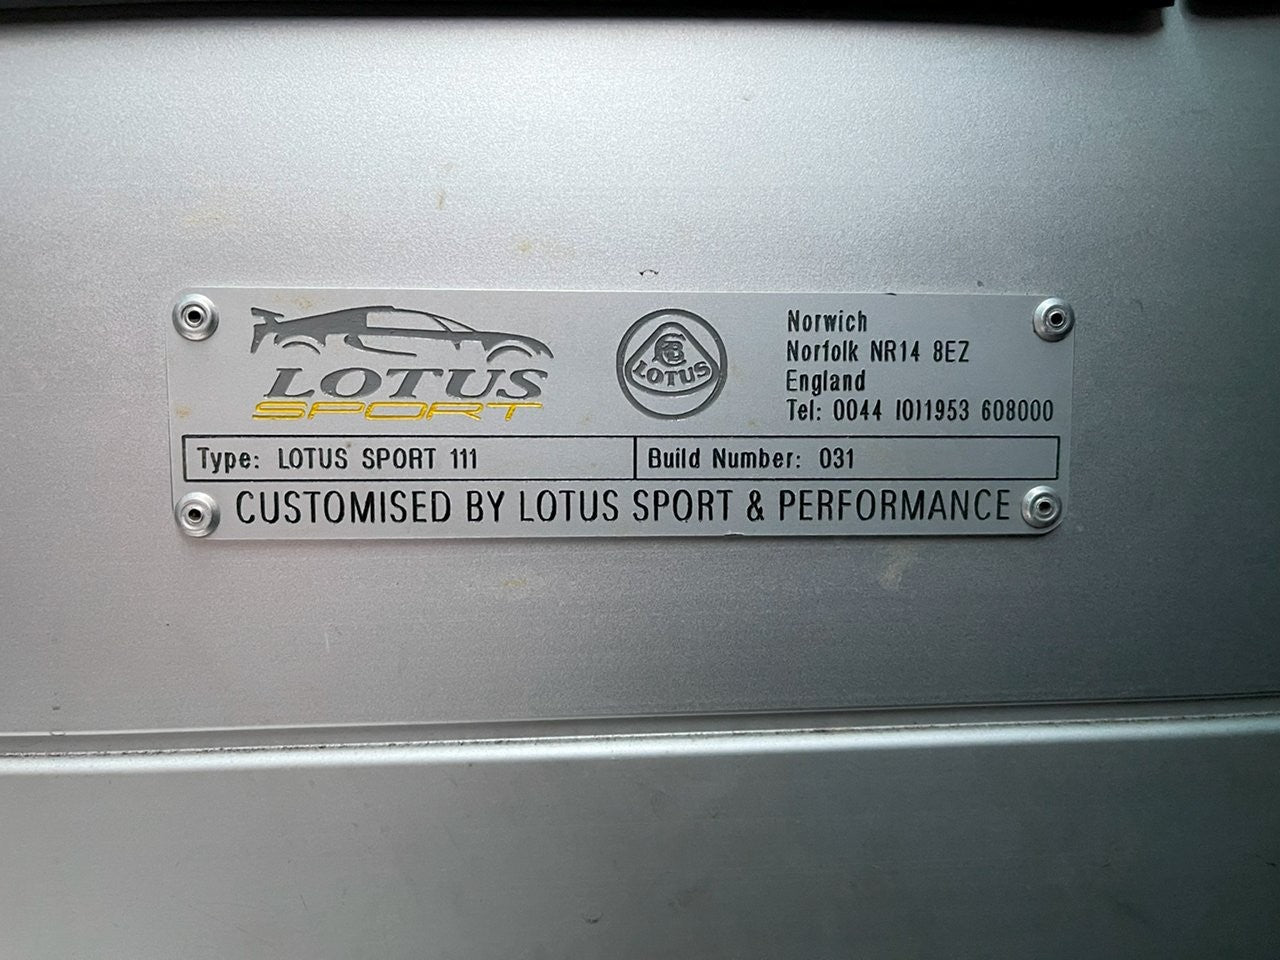 LOTUS
SPORT
LOTUS
Norwich
Norfolk NR14 8EZ
England
Tel: 0044 (0)1953 608000
Type: LOTUS SPORT 111
Build Number: 031
CUSTOMISED BY LOTUS SPORT & PERFORMANCE